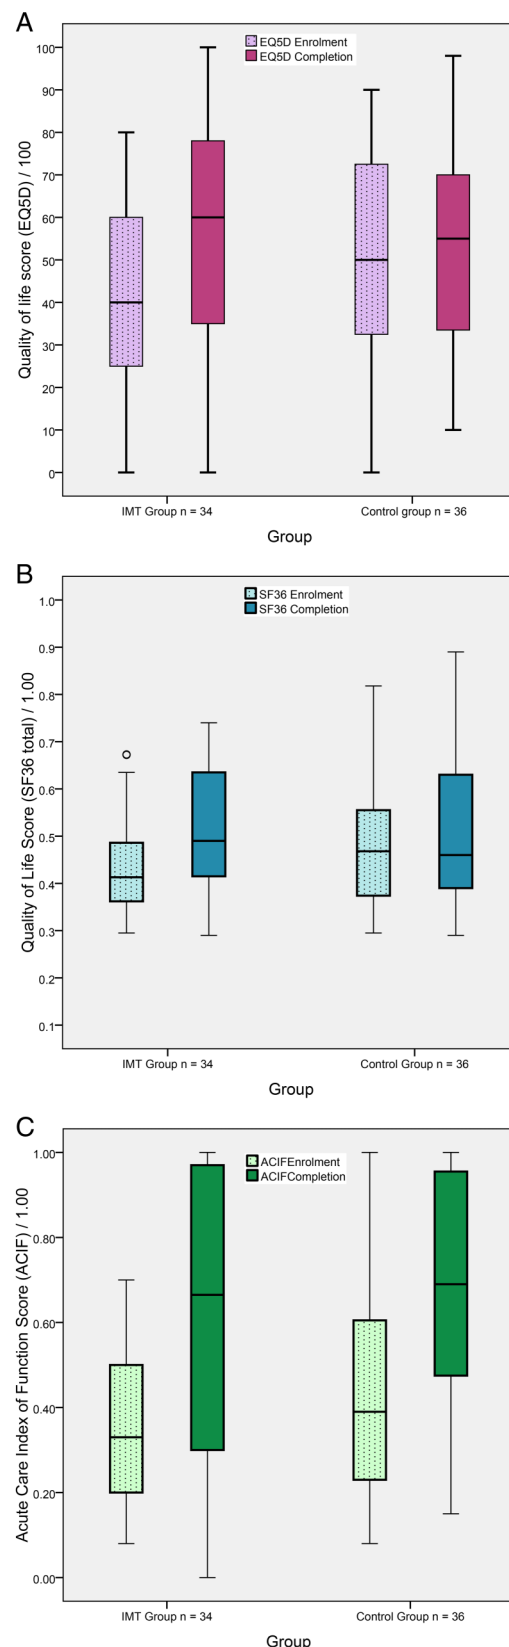 A
EQ5D Enrolment
EQ5D Completion
Quality of life score (EQ5D) / 100
100
90
80
70
60
50
40
30
20
100
0
IMT Group n = 34
Control group n = 36
Group
B
SF36 Enrolment
SF36 Completion
Quality of Life Score (SF36 total) / 1.00
1.0
0.9
0.8
0.7
0.6
0.5
0.4
0.3
0.2
0.1
IMT Group n = 34
Control Group n = 36
Group
C
ACIFEnrolment
ACIFCompletion
Acute Care Index of Function Score (ACIF) / 1.00
1.00
0.80
0.60
0.40
0.20
0.00
IMT Group n = 34
Control Group n = 36
Group